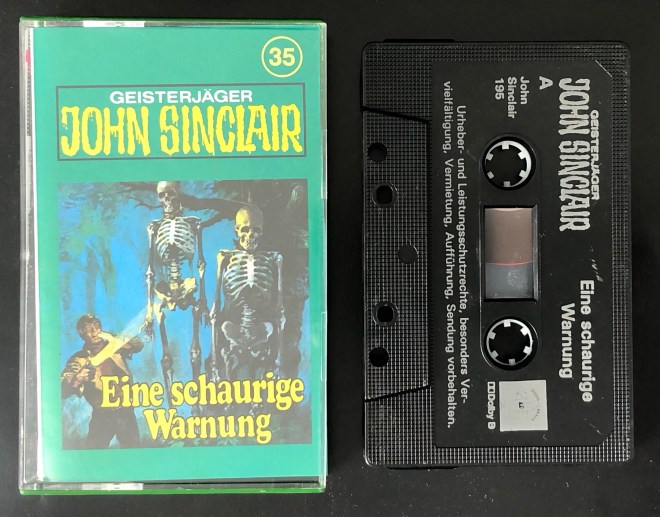 35
GEISTERJÄGER
JOHN SINCLAIR
Eine schaurige
Warnung
GEISTERJÄGER
JOHN SINCLAIR
A
Eine schaurige
Warnung
John
Sinclair
195
Urheber- und Leistungsschutzrechte, besonders Ver-
vielfältigung, Vermietung, Aufführung, Sendung vorbehalten.
Dolby B